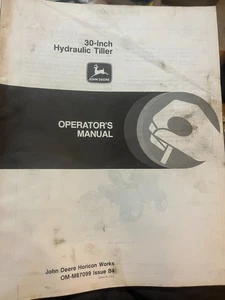 30-Inch
Hydraulic Tiller
JOHN DEERE
OPERATOR'S
MANUAL
John Deere Horicon Works
OM-M87099 Issue B4